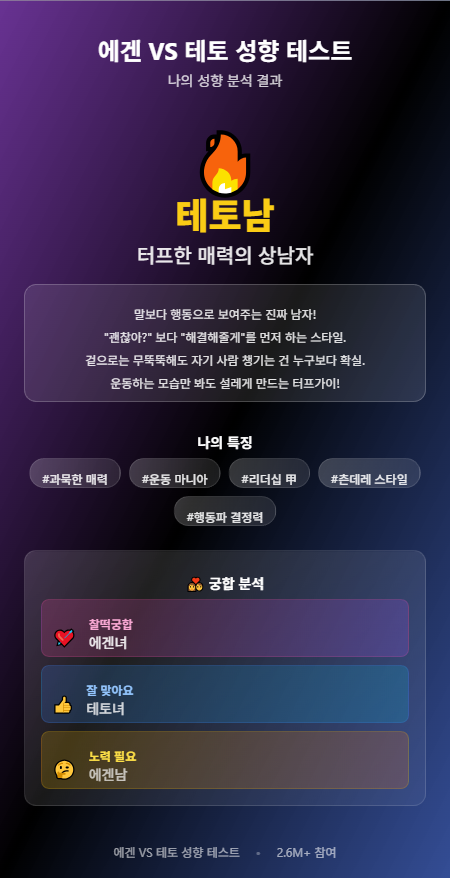 에겐 VS 테토 성향 테스트
나의 성향 분석 결과
테토남
터프한 매력의 상남자
말보다 행동으로 보여주는 진짜 남자!
"괜찮아?" 보다 "해결해줄게"를 먼저 하는 스타일.
겉으로는 무뚝뚝해도 자기 사람 챙기는 건 누구보다 확실.
운동하는 모습만 봐도 설레게 만드는 터프가이!
나의 특징
#과묵한 매력 #운동 마니아 #리더십 甲 #츤데레 스타일
#행동파 결정력
궁합 분석
찰떡궁합
에겐녀
잘 맞아요
테토녀
노력 필요
에겐남
에겐 VS 테토 성향 테스트 • 2.6M+ 참여